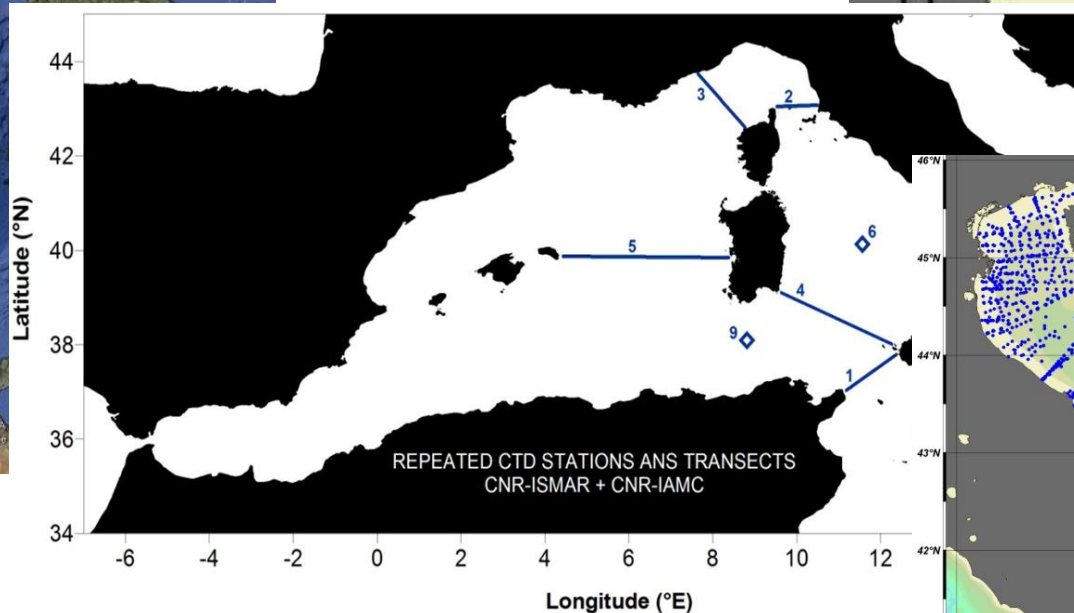 44
42
40
38
36
34
Latitude (°N)
3
2
6
5
4
9
1
REPEATED CTD STATIONS ANS TRANSECTS
CNR-ISMAR + CNR-IAMC
-6 -4 -2 0 2 4 6 8 10 12
Longitude (°E)
46°N
45°N
44°N
43°N
42°N